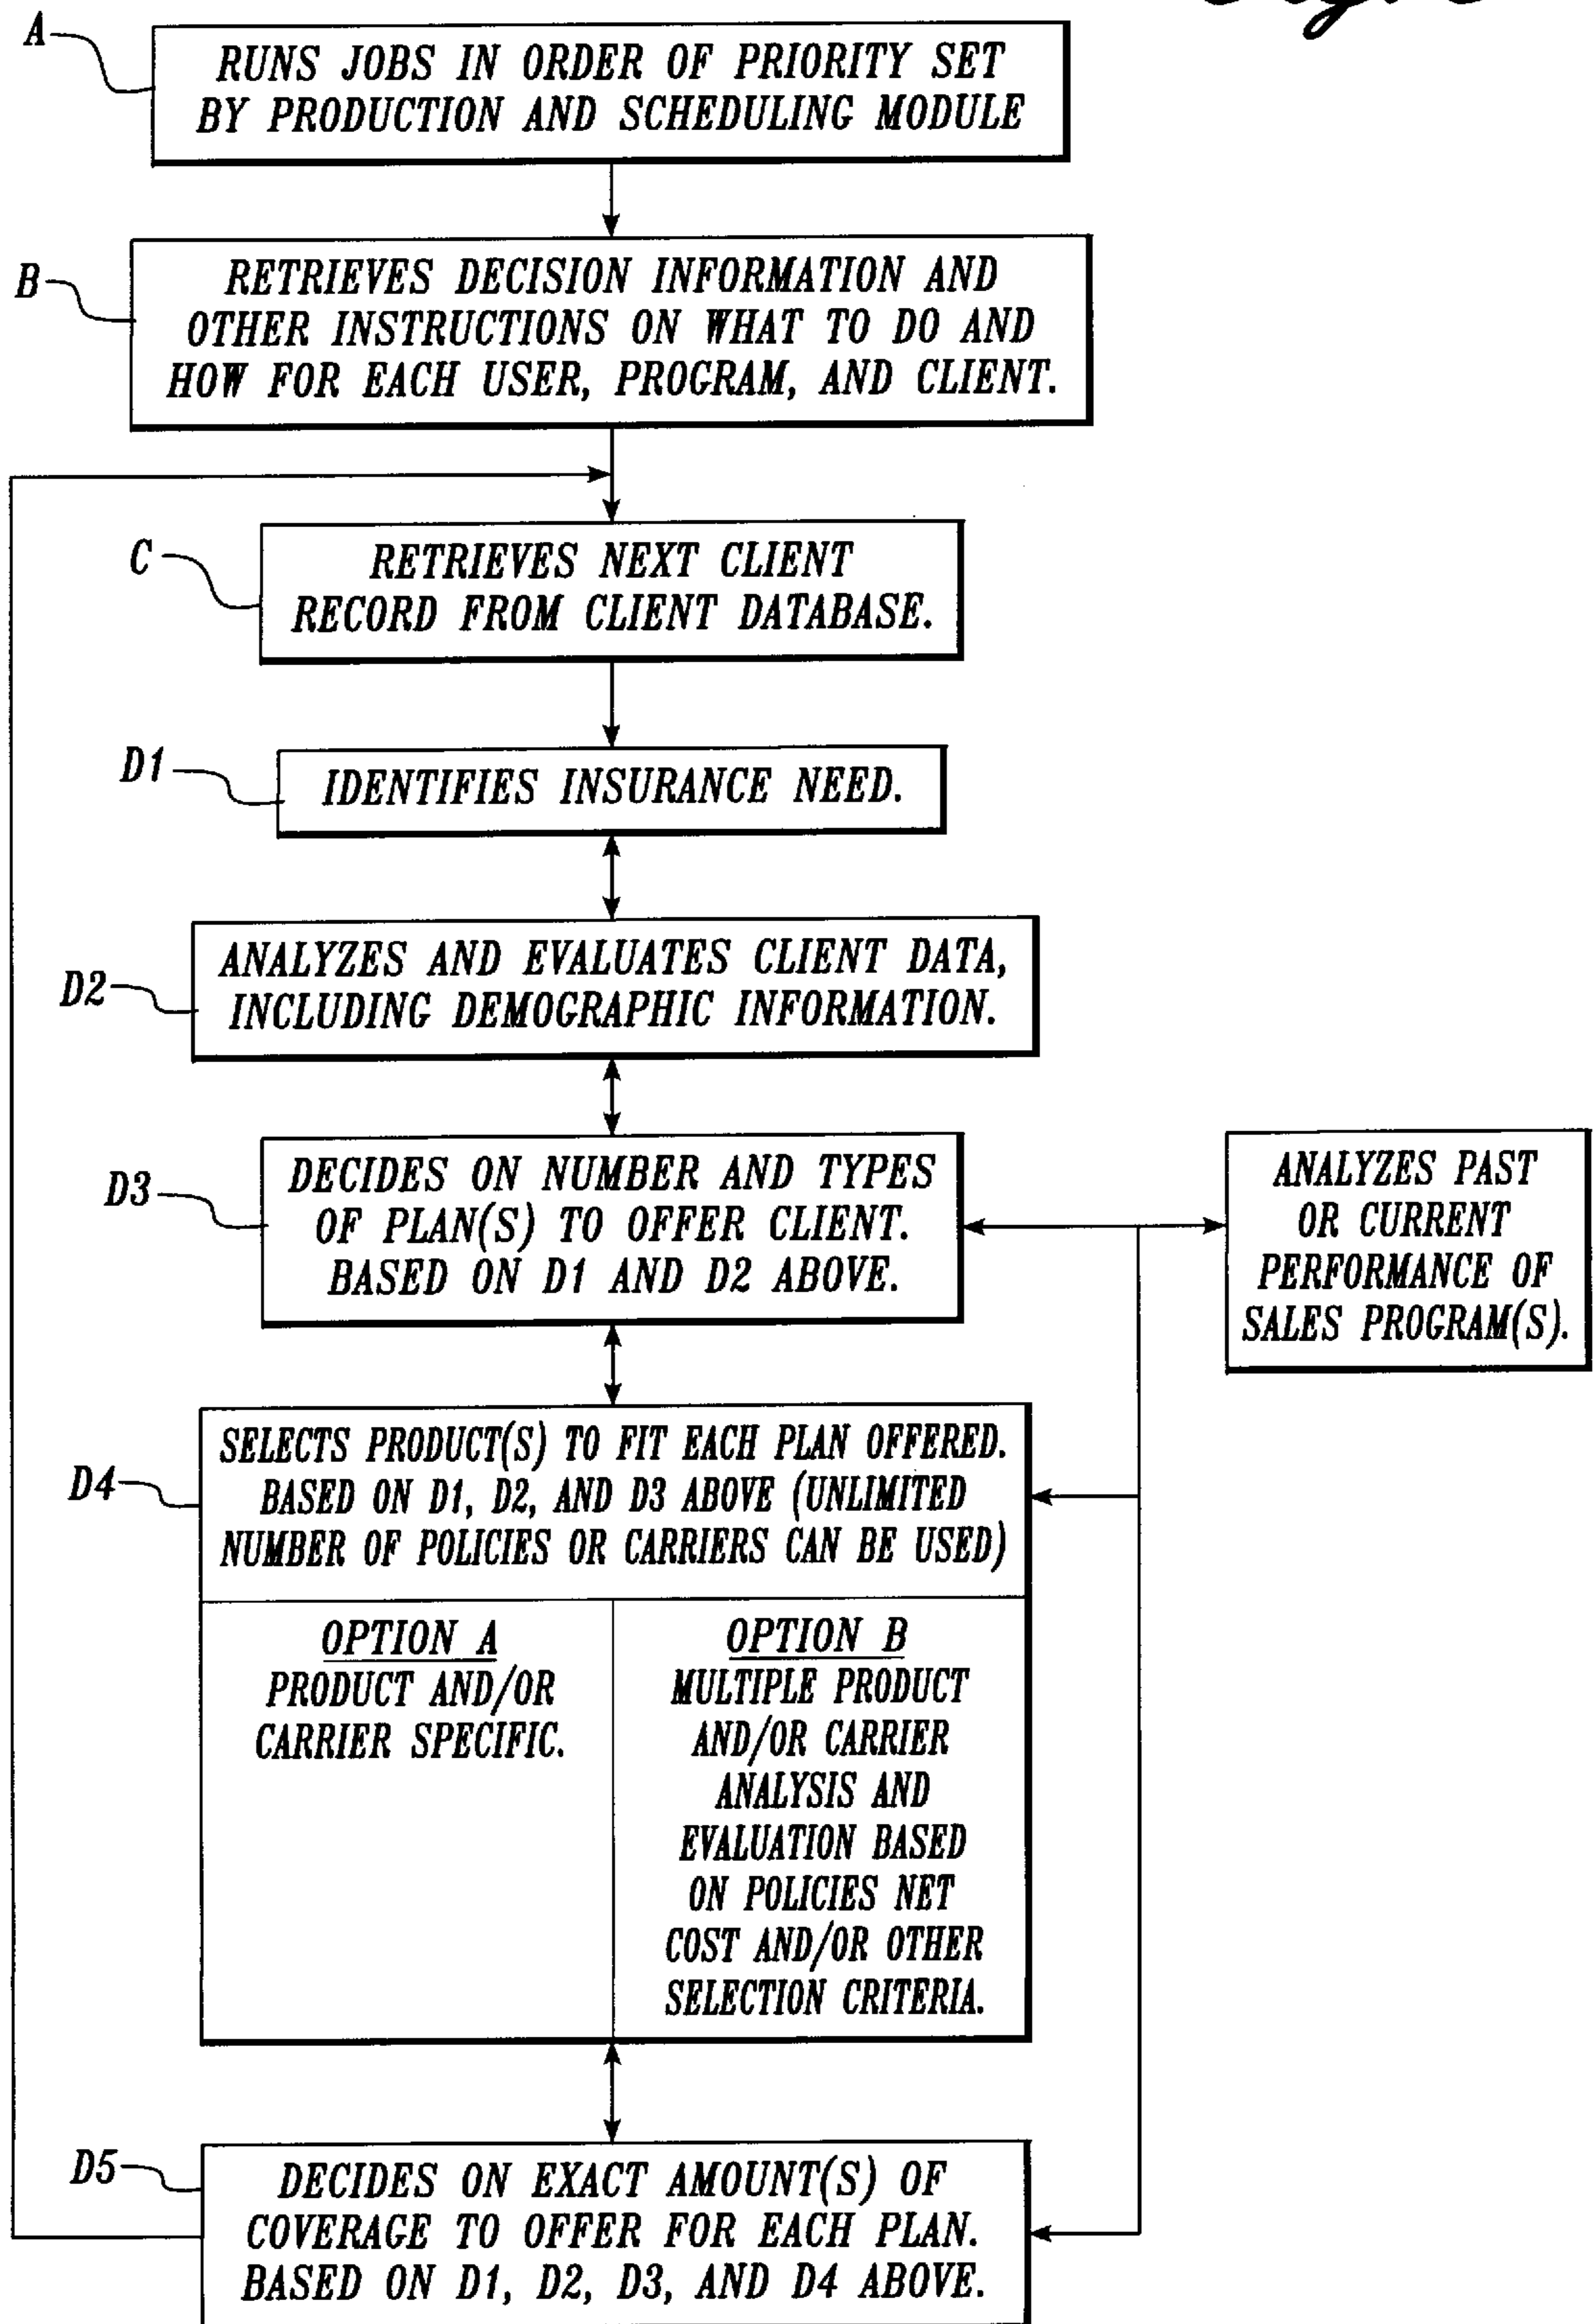 A
RUNS JOBS IN ORDER OF PRIORITY SET
BY PRODUCTION AND SCHEDULING MODULE
B
RETRIEVES DECISION INFORMATION AND
OTHER INSTRUCTIONS ON WHAT TO DO AND
HOW FOR EACH USER, PROGRAM, AND CLIENT.
C
RETRIEVES NEXT CLIENT
RECORD FROM CLIENT DATABASE.
D1
IDENTIFIES INSURANCE NEED.
D2
ANALYZES AND EVALUATES CLIENT DATA,
INCLUDING DEMOGRAPHIC INFORMATION.
D3
DECIDES ON NUMBER AND TYPES
OF PLAN(S) TO OFFER CLIENT.
BASED ON D1 AND D2 ABOVE.
ANALYZES PAST
OR CURRENT
PERFORMANCE OF
SALES PROGRAM(S).
D4
SELECTS PRODUCT(S) TO FIT EACH PLAN OFFERED.
BASED ON D1, D2, AND D3 ABOVE (UNLIMITED
NUMBER OF POLICIES OR CARRIERS CAN BE USED)
OPTION A
PRODUCT AND/OR
CARRIER SPECIFIC.
OPTION B
MULTIPLE PRODUCT
AND/OR CARRIER
ANALYSIS AND
EVALUATION BASED
ON POLICIES NET
COST AND/OR OTHER
SELECTION CRITERIA.
D5
DECIDES ON EXACT AMOUNT(S) OF
COVERAGE TO OFFER FOR EACH PLAN.
BASED ON D1, D2, D3, AND D4 ABOVE.